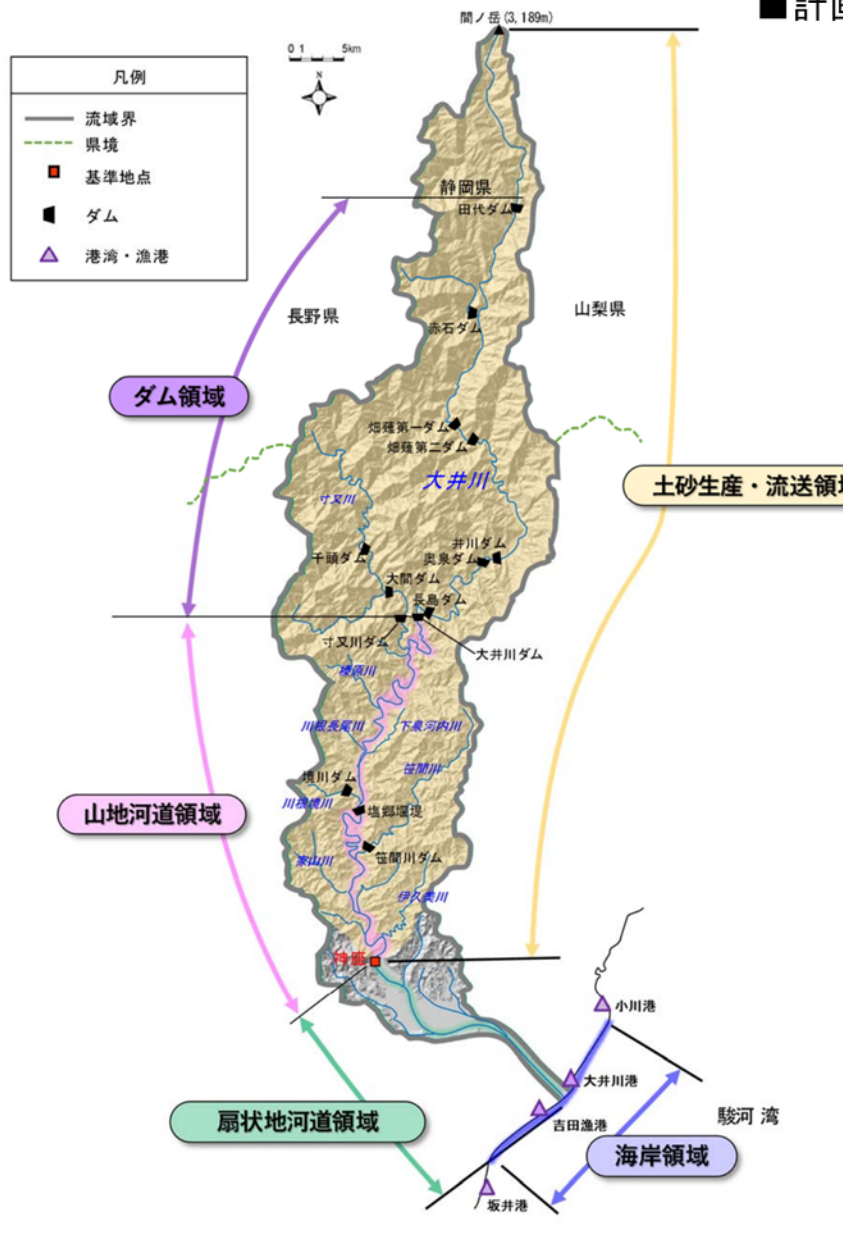 ■計画
間ノ岳(3,189m)
0 1 5km
N
凡例
流域界
県境
基準地点
ダム
港湾・漁港
静岡県
田代ダム
長野県
山梨県
赤石ダム
ダム領域
畑薙第一ダム
畑薙第二ダム
大井川
土砂生産・流送領域
寸又川
井川ダム
奥泉ダム
千頭ダム
大間ダム
長島ダム
寸又川ダム
大井川ダム
榛原川
川根長尾川
下泉河内川
笹間川
境川ダム
川根境川
塩郷堰堤
山地河道領域
笹間川ダム
家山川
伊久美川
神座
小川港
大井川港
吉田漁港
駿河湾
扇状地河道領域
海岸領域
坂井港